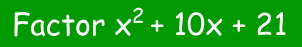 Factor x² + 10x + 21